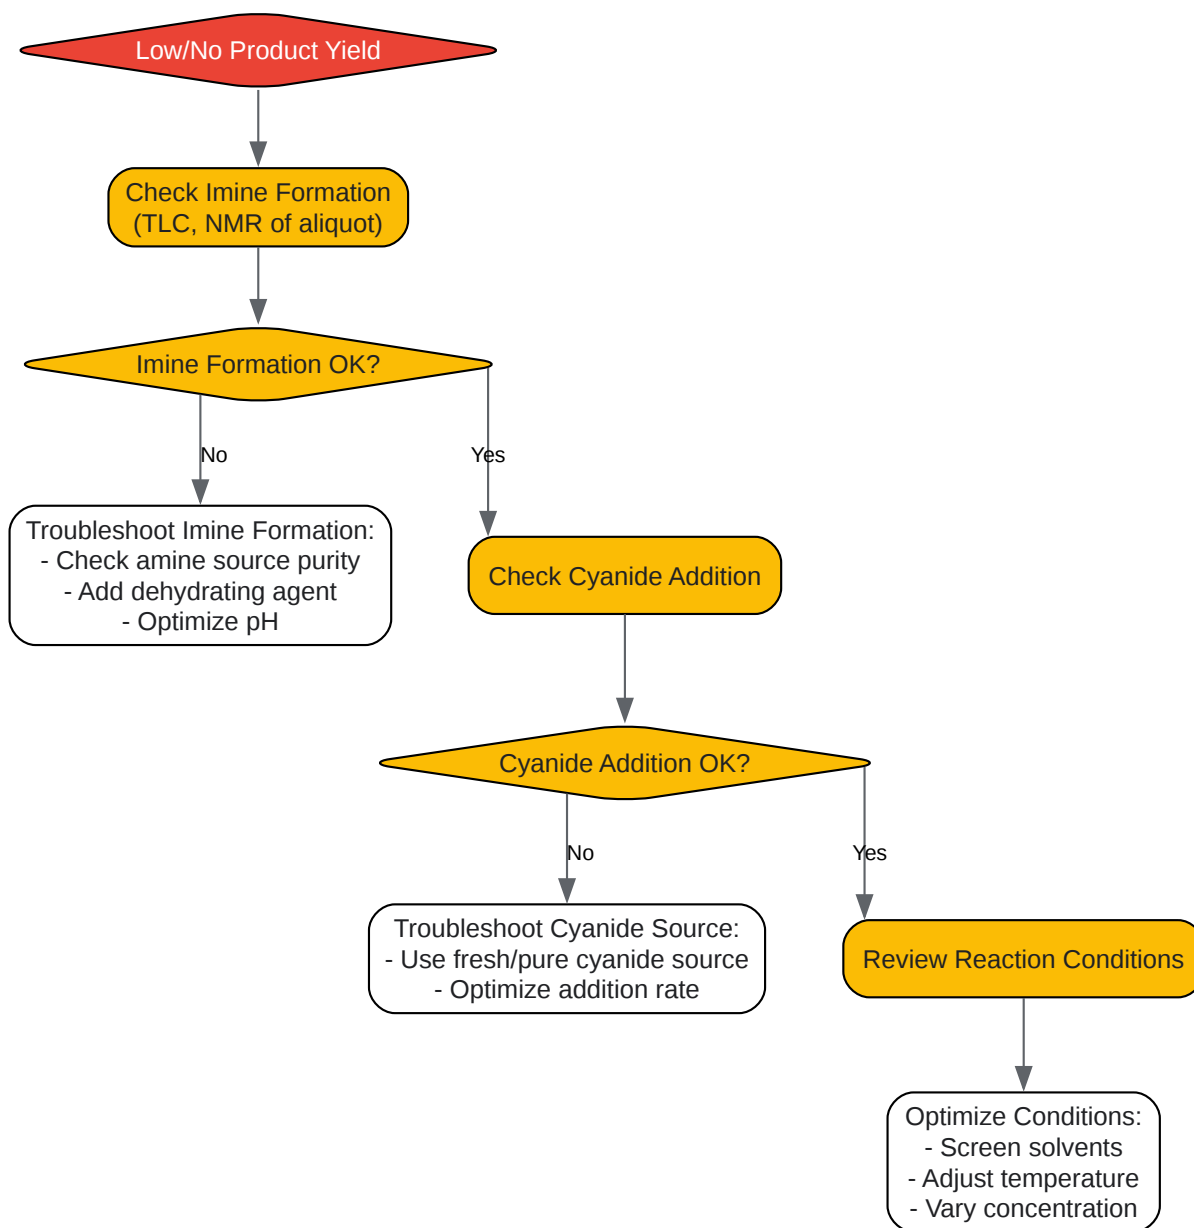 Low/No Product Yield
Check Imine Formation
(TLC, NMR of aliquot)
Imine Formation OK?
No
Yes
Troubleshoot Imine Formation:
- Check amine source purity
- Add dehydrating agent
- Optimize pH
Check Cyanide Addition
Cyanide Addition OK?
No
Yes
Troubleshoot Cyanide Source:
- Use fresh/pure cyanide source
- Optimize addition rate
Review Reaction Conditions
Optimize Conditions:
- Screen solvents
- Adjust temperature
- Vary concentration